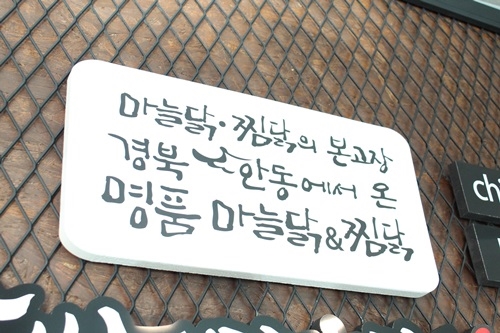 마늘닭·찜닭의 본고장
경북 안동에서 온
명품 마늘닭&찜닭
ch